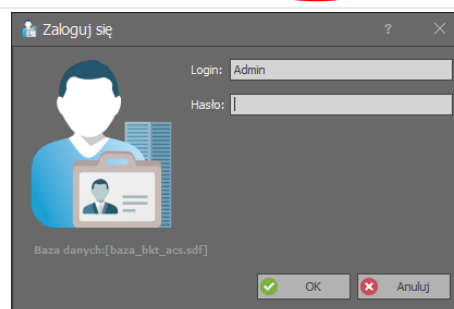 Zaloguj się
?
Login: Admin
Hasło:
Baza danych:[baza_bkt_acs.sdf]
OK
Anuluj